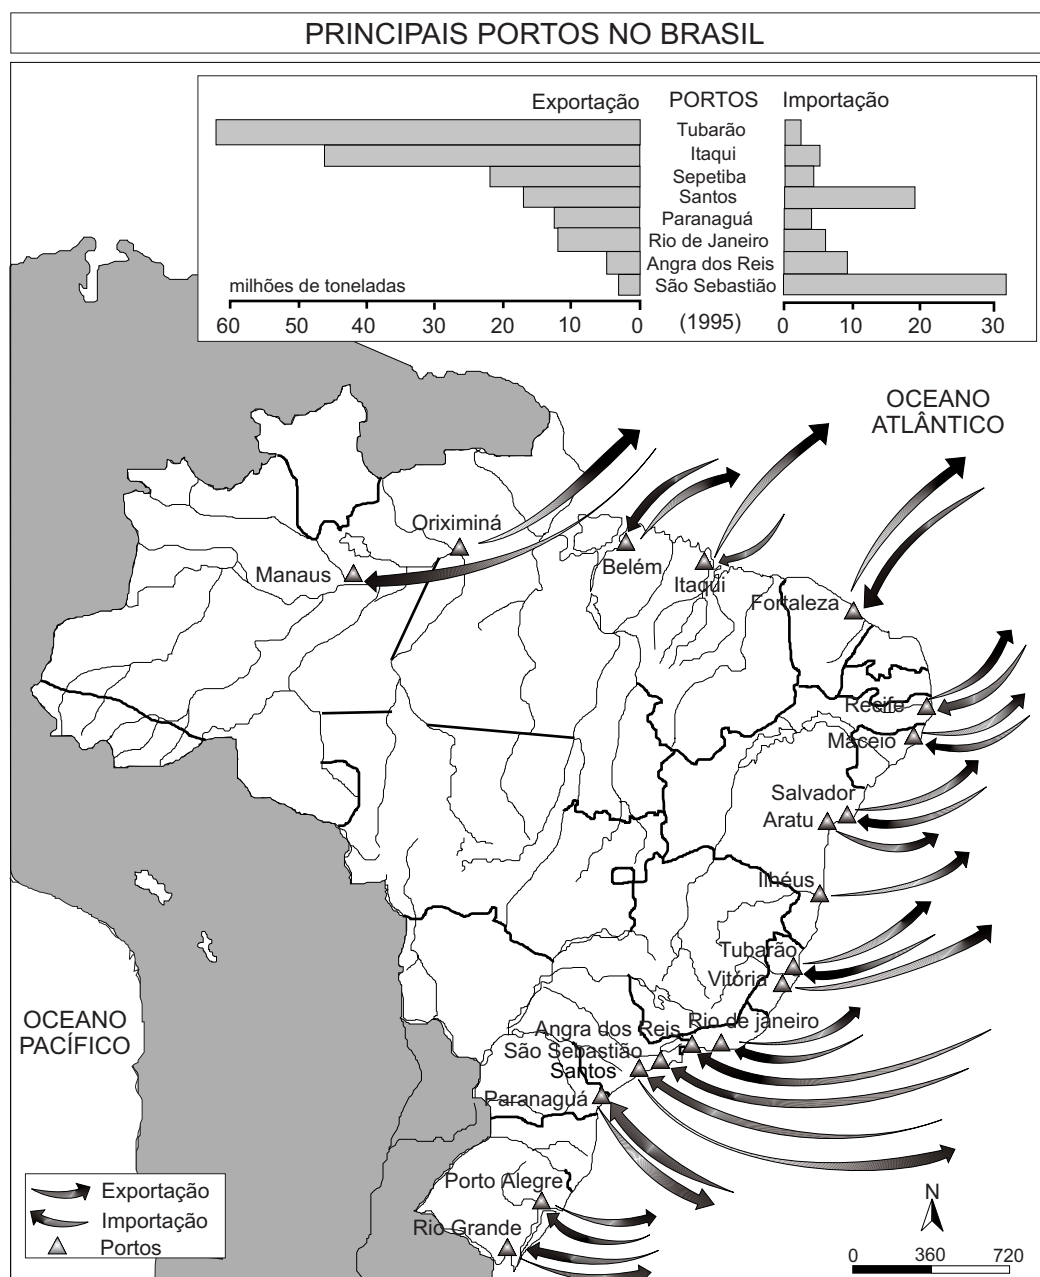 PRINCIPAIS PORTOS NO BRASIL
Exportação PORTOS Importação
Tubarão
Itaqui
Sepetiba
Santos
Paranaguá
Rio de Janeiro
Angra dos Reis
milhões de toneladas São Sebastião
60 50 40 30 20 10 0 (1995) 0 10 20 30
OCEANO
ATLÂNTICO
Oriximiná
Manaus
Belém
Itaqui
Fortaleza
Recife
Maceió
Salvador
Aratu
Ilhéus
Tubarão
Vitória
OCEANO
PACÍFICO
Rio de janeiro
Angra dos Reis
São Sebastião
Santos
Paranaguá
Porto Alegre
Rio Grande
Exportação
Importação
Portos
N
0 360 720